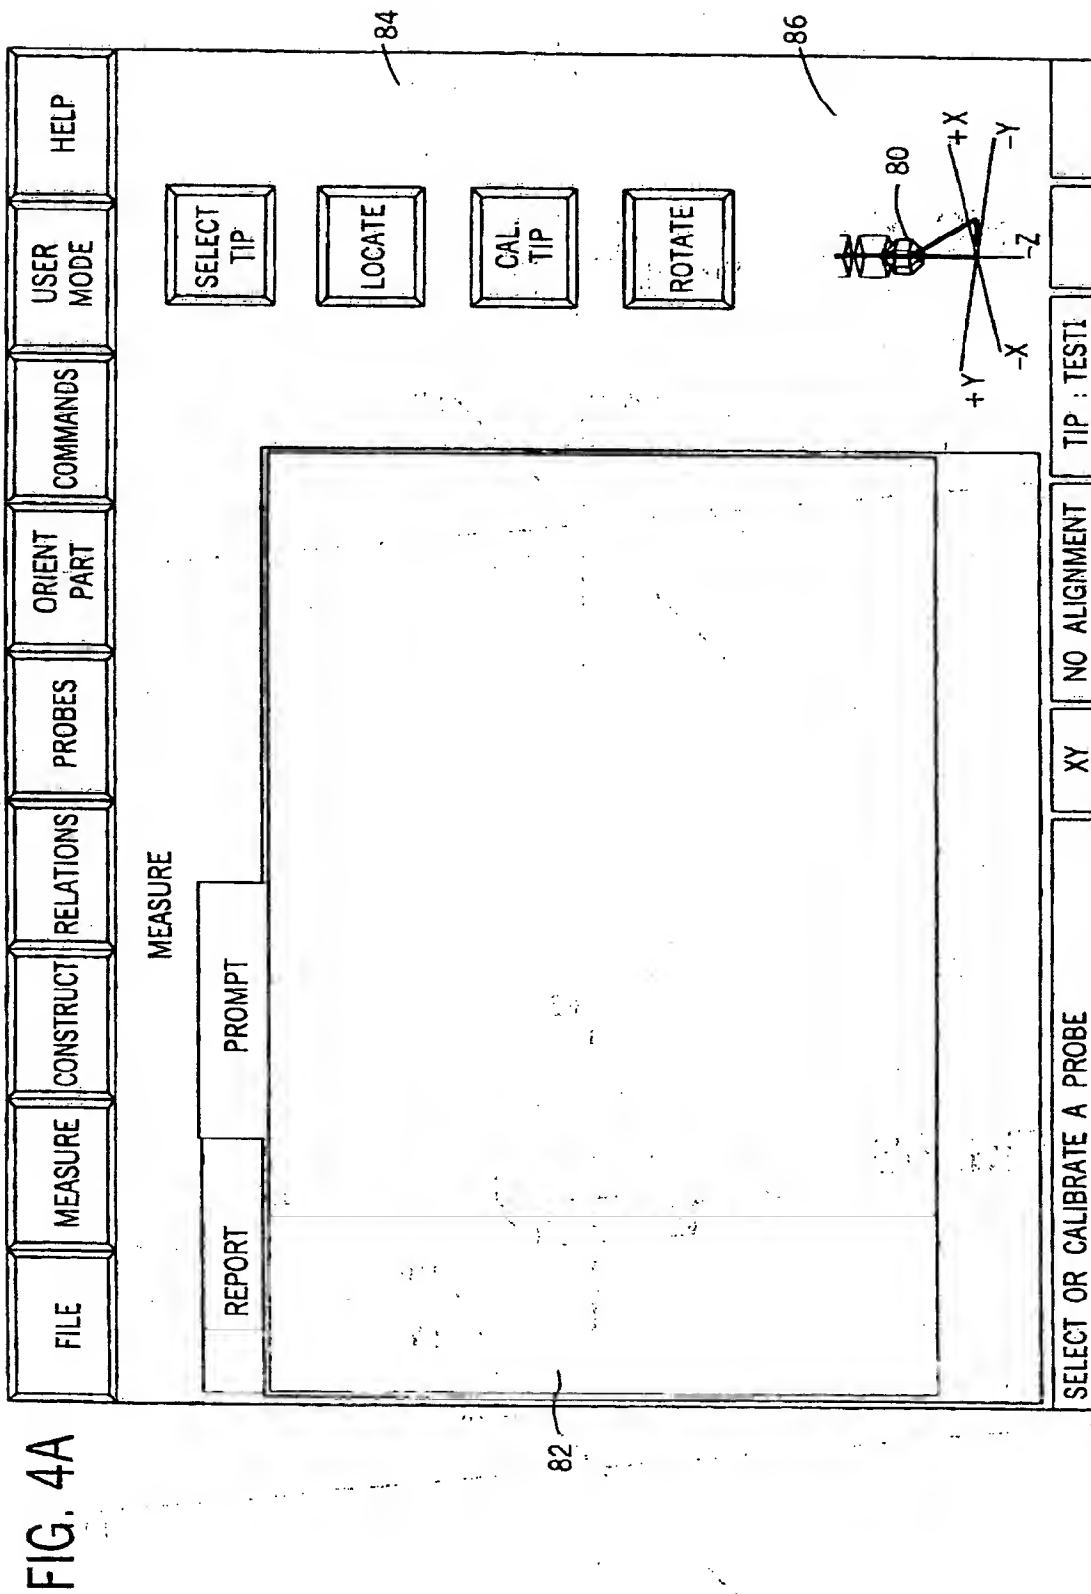 FIG. 4A
FILE
MEASURE
CONSTRUCT
RELATIONS
PROBES
ORIENT
PART
COMMANDS
USER
MODE
HELP
MEASURE
REPORT
PROMPT
SELECT
TIP
84
LOCATE
CAL.
TIP
82
ROTATE
86
80
+X
+Y
-Y
-X
-Z
SELECT OR CALIBRATE A PROBE
XY
NO ALIGNMENT
TIP : TEST1